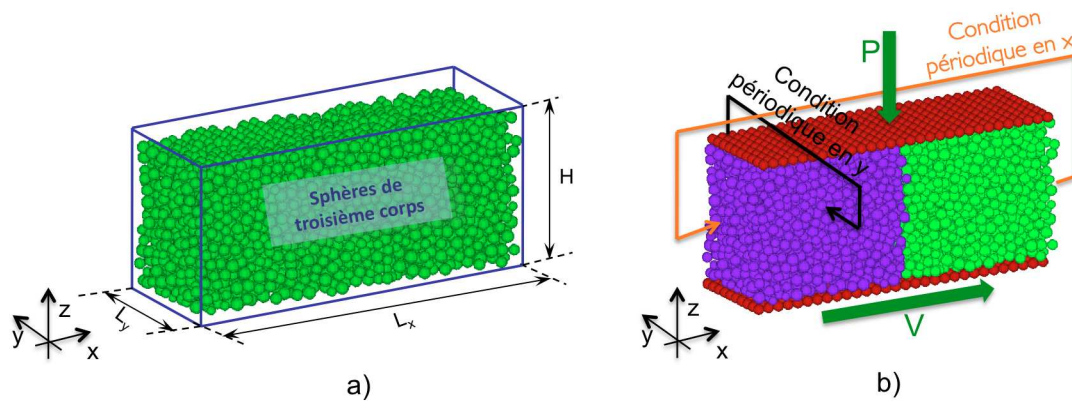 Sphères de
troisième corps
H
Ly
Lx
z
y
x
a)
P
Condition
périodique en x
Condition
périodique en y
V
z
y
x
b)